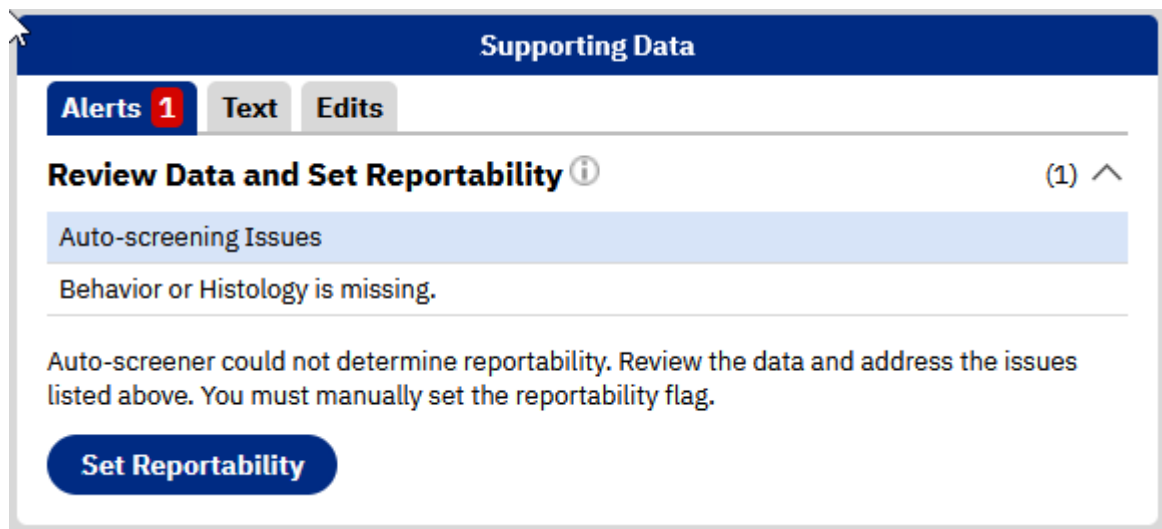 Supporting Data
Alerts 1 Text Edits
Review Data and Set Reportability (1)
Auto-screening Issues
Behavior or Histology is missing.
Auto-screener could not determine reportability. Review the data and address the issues
listed above. You must manually set the reportability flag.
Set Reportability